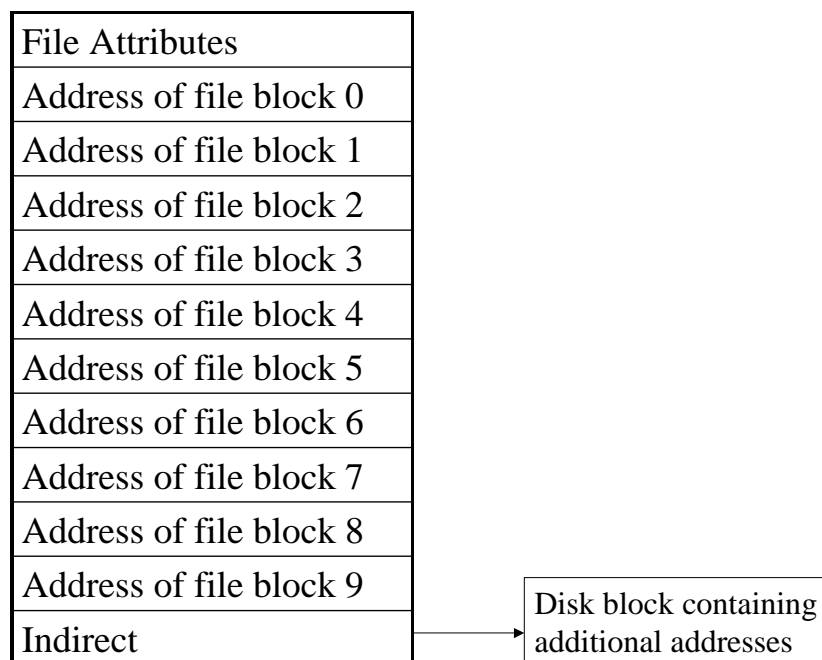 File Attributes
Address of file block 0
Address of file block 1
Address of file block 2
Address of file block 3
Address of file block 4
Address of file block 5
Address of file block 6
Address of file block 7
Address of file block 8
Address of file block 9
Indirect
Disk block containing
additional addresses